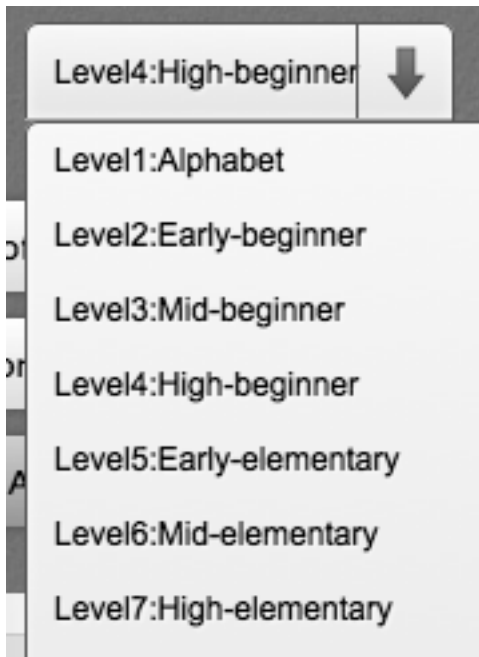 Level4:High-beginner
Level1:Alphabet
Level2:Early-beginner
Level3:Mid-beginner
Level4:High-beginner
Level5:Early-elementary
Level6:Mid-elementary
Level7:High-elementary